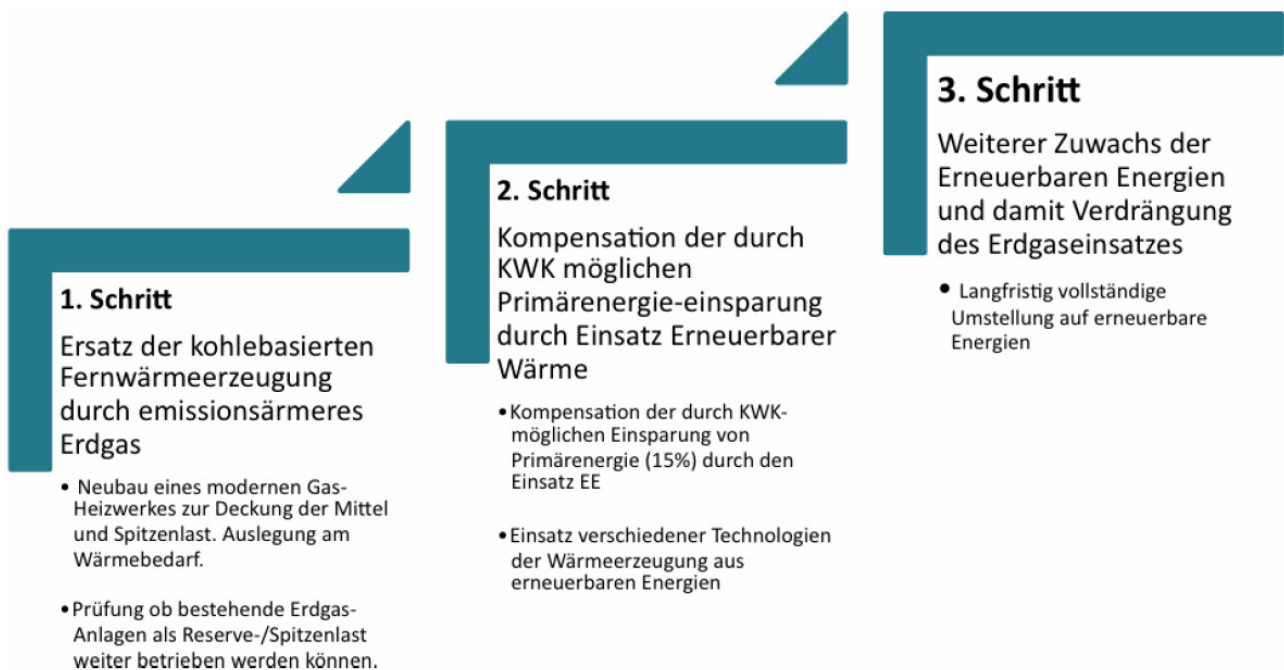 1. Schritt
Ersatz der kohlebasierten
Fernwärmeerzeugung
durch emissionsärmeres
Erdgas
• Neubau eines modernen Gas-
Heizwerkes zur Deckung der Mittel
und Spitzenlast. Auslegung am
Wärmebedarf.
• Prüfung ob bestehende Erdgas-
Anlagen als Reserve-/Spitzenlast
weiter betrieben werden können.
2. Schritt
Kompensation der durch
KWK möglichen
Primärenergie-einsparung
durch Einsatz Erneuerbarer
Wärme
• Kompensation der durch KWK-
möglichen Einsparung von
Primärenergie (15%) durch den
Einsatz EE
• Einsatz verschiedener Technologien
der Wärmeerzeugung aus
erneuerbaren Energien
3. Schritt
Weiterer Zuwachs der
Erneuerbaren Energien
und damit Verdrängung
des Erdgaseinsatzes
• Langfristig vollständige
Umstellung auf erneuerbare
Energien